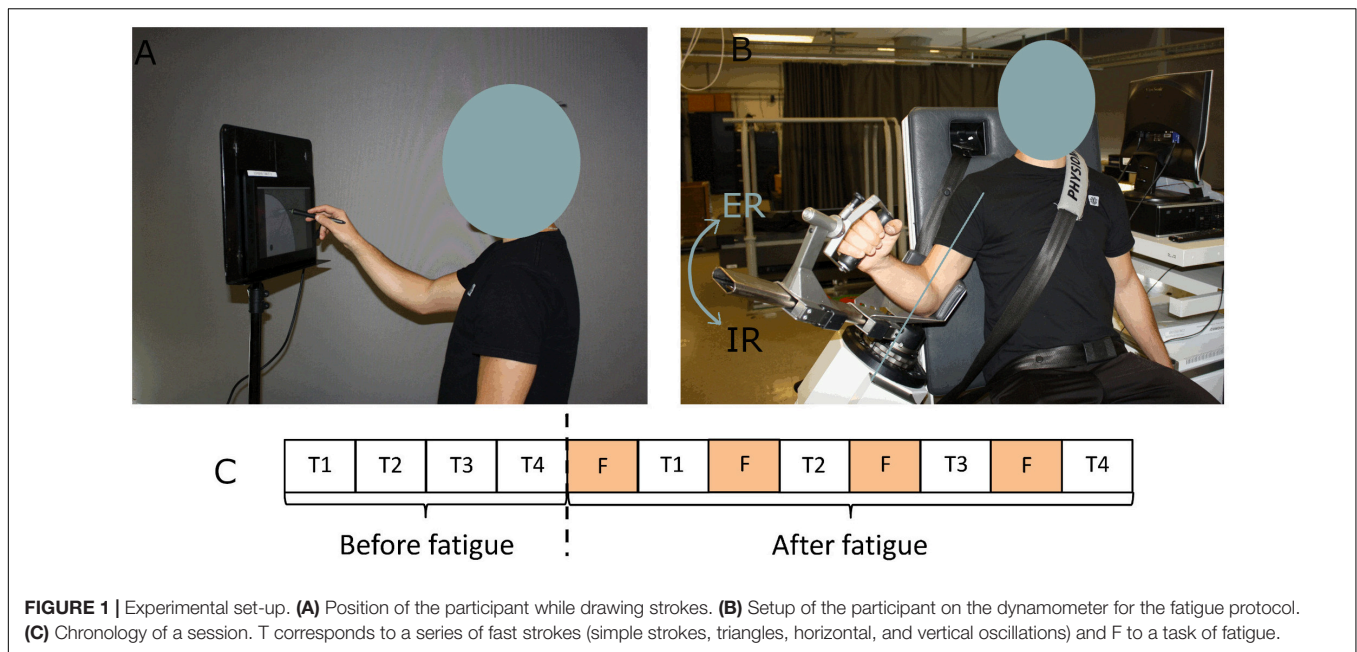 A
B
ER
IR
PHYSIO
C
T1 T2 T3 T4 F T1 F T2 F T3 F T4
Before fatigue After fatigue
FIGURE 1 | Experimental set-up. (A) Position of the participant while drawing strokes. (B) Setup of the participant on the dynamometer for the fatigue protocol.
(C) Chronology of a session. T corresponds to a series of fast strokes (simple strokes, triangles, horizontal, and vertical oscillations) and F to a task of fatigue.